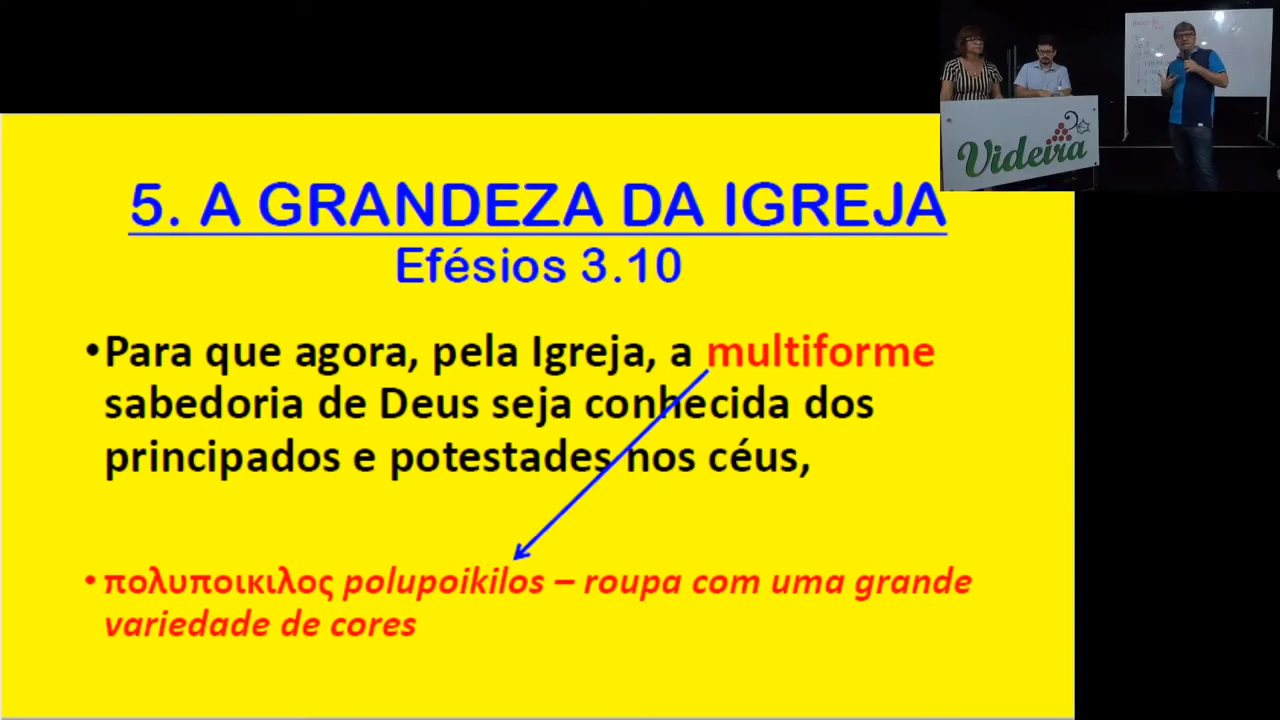 5. A GRANDEZA DA IGREJA
Efésios 3.10
•Para que agora, pela Igreja, a multiforme
sabedoria de Deus seja conhecida dos
principados e potestades nos céus,
• πολυποικιλος polupoikilos – roupa com uma grande
variedade de cores
Videira